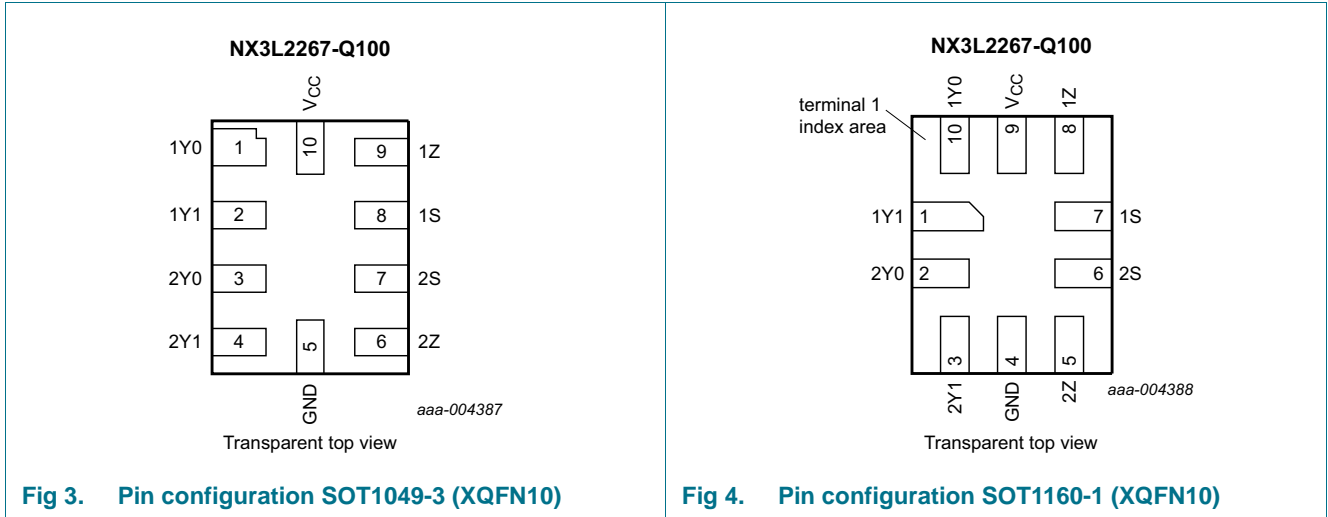 NX3L2267-Q100
VCC
1Y0 1 10 9 1Z
1Y1 2 8 1S
2Y0 3 7 2S
2Y1 4 5 6 2Z
GND
aaa-004387
Transparent top view
Fig 3. Pin configuration SOT1049-3 (XQFN10)
NX3L2267-Q100
terminal 1
index area
1Y0 VCC 1Z
10 9 8
1Y1 1 7 1S
2Y0 2 6 2S
3 4 5
2Y1 GND 2Z
aaa-004388
Transparent top view
Fig 4. Pin configuration SOT1160-1 (XQFN10)